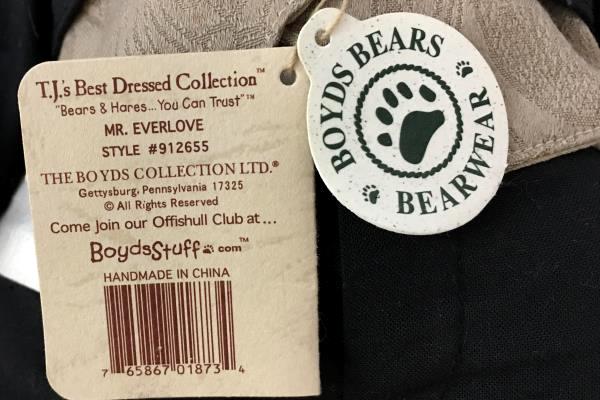 T.J.'s Best Dressed Collection™
"Bears & Hares...You Can Trust"™
MR. EVERLOVE
STYLE #912655
THE BOYDS COLLECTION LTD.®
Gettysburg, Pennsylvania 17325
© All Rights Reserved
Come join our Offishull Club at...
BoydsStuff.com™
HANDMADE IN CHINA
7 65867 01873 4
BOYDS BEARS
BEARWEAR